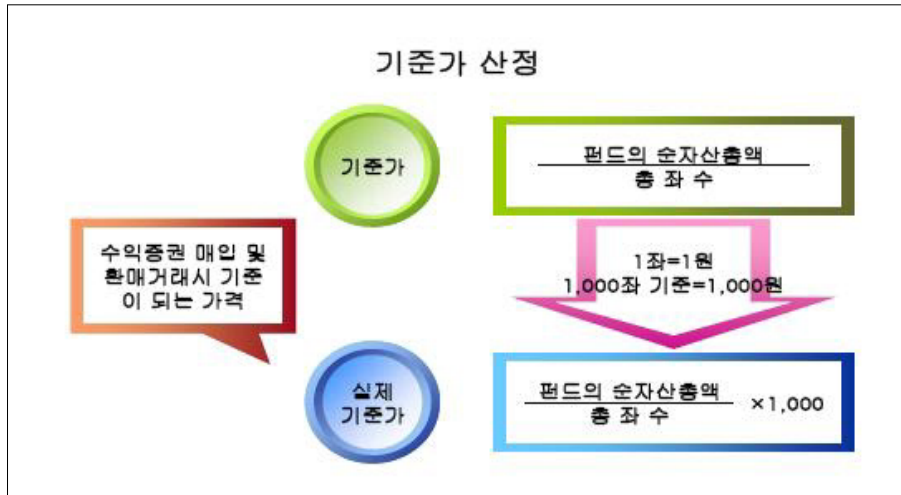 기준가 산정
기준가
펀드의 순자산총액
총 좌 수
수익증권 매입 및
환매거래시 기준
이 되는 가격
1좌=1원
1,000좌 기준=1,000원
실제
기준가
펀드의 순자산총액
총 좌 수
×1,000